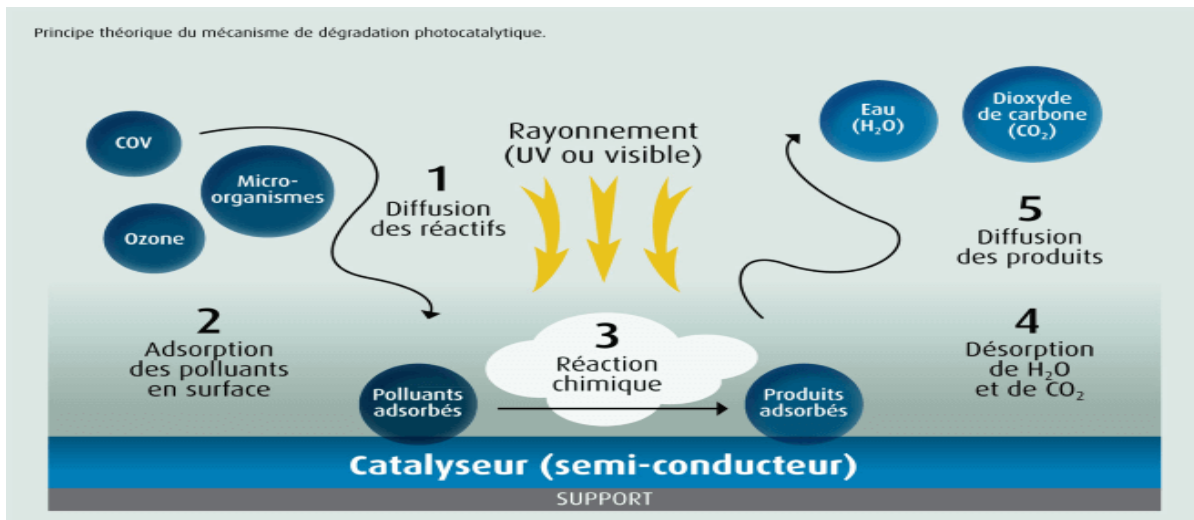 Principe théorique du mécanisme de dégradation photocatalytique.
COV
Micro-
organismes
Ozone
1
Diffusion
des réactifs
Rayonnement
(UV ou visible)
Eau
(H₂O)
Dioxyde
de carbone
(CO₂)
5
Diffusion
des produits
2
Adsorption
des polluants
en surface
3
Réaction
chimique
4
Désorption
de H₂O
et de CO₂
Polluants
adsorbés
Produits
adsorbés
Catalyseur (semi-conducteur)
SUPPORT